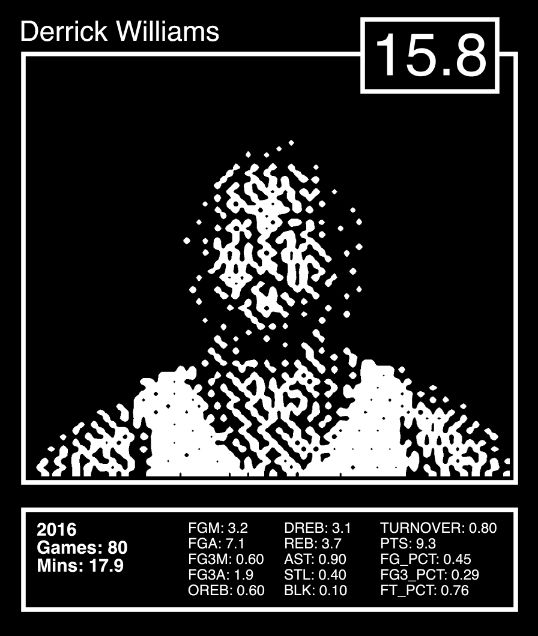 Derrick Williams
15.8
2016
Games: 80
Mins: 17.9
FGM: 3.2
FGA: 7.1
FG3M: 0.60
FG3A: 1.9
OREB: 0.60
DREB: 3.1
REB: 3.7
AST: 0.90
STL: 0.40
BLK: 0.10
TURNOVER: 0.80
PTS: 9.3
FG_PCT: 0.45
FG3_PCT: 0.29
FT_PCT: 0.76